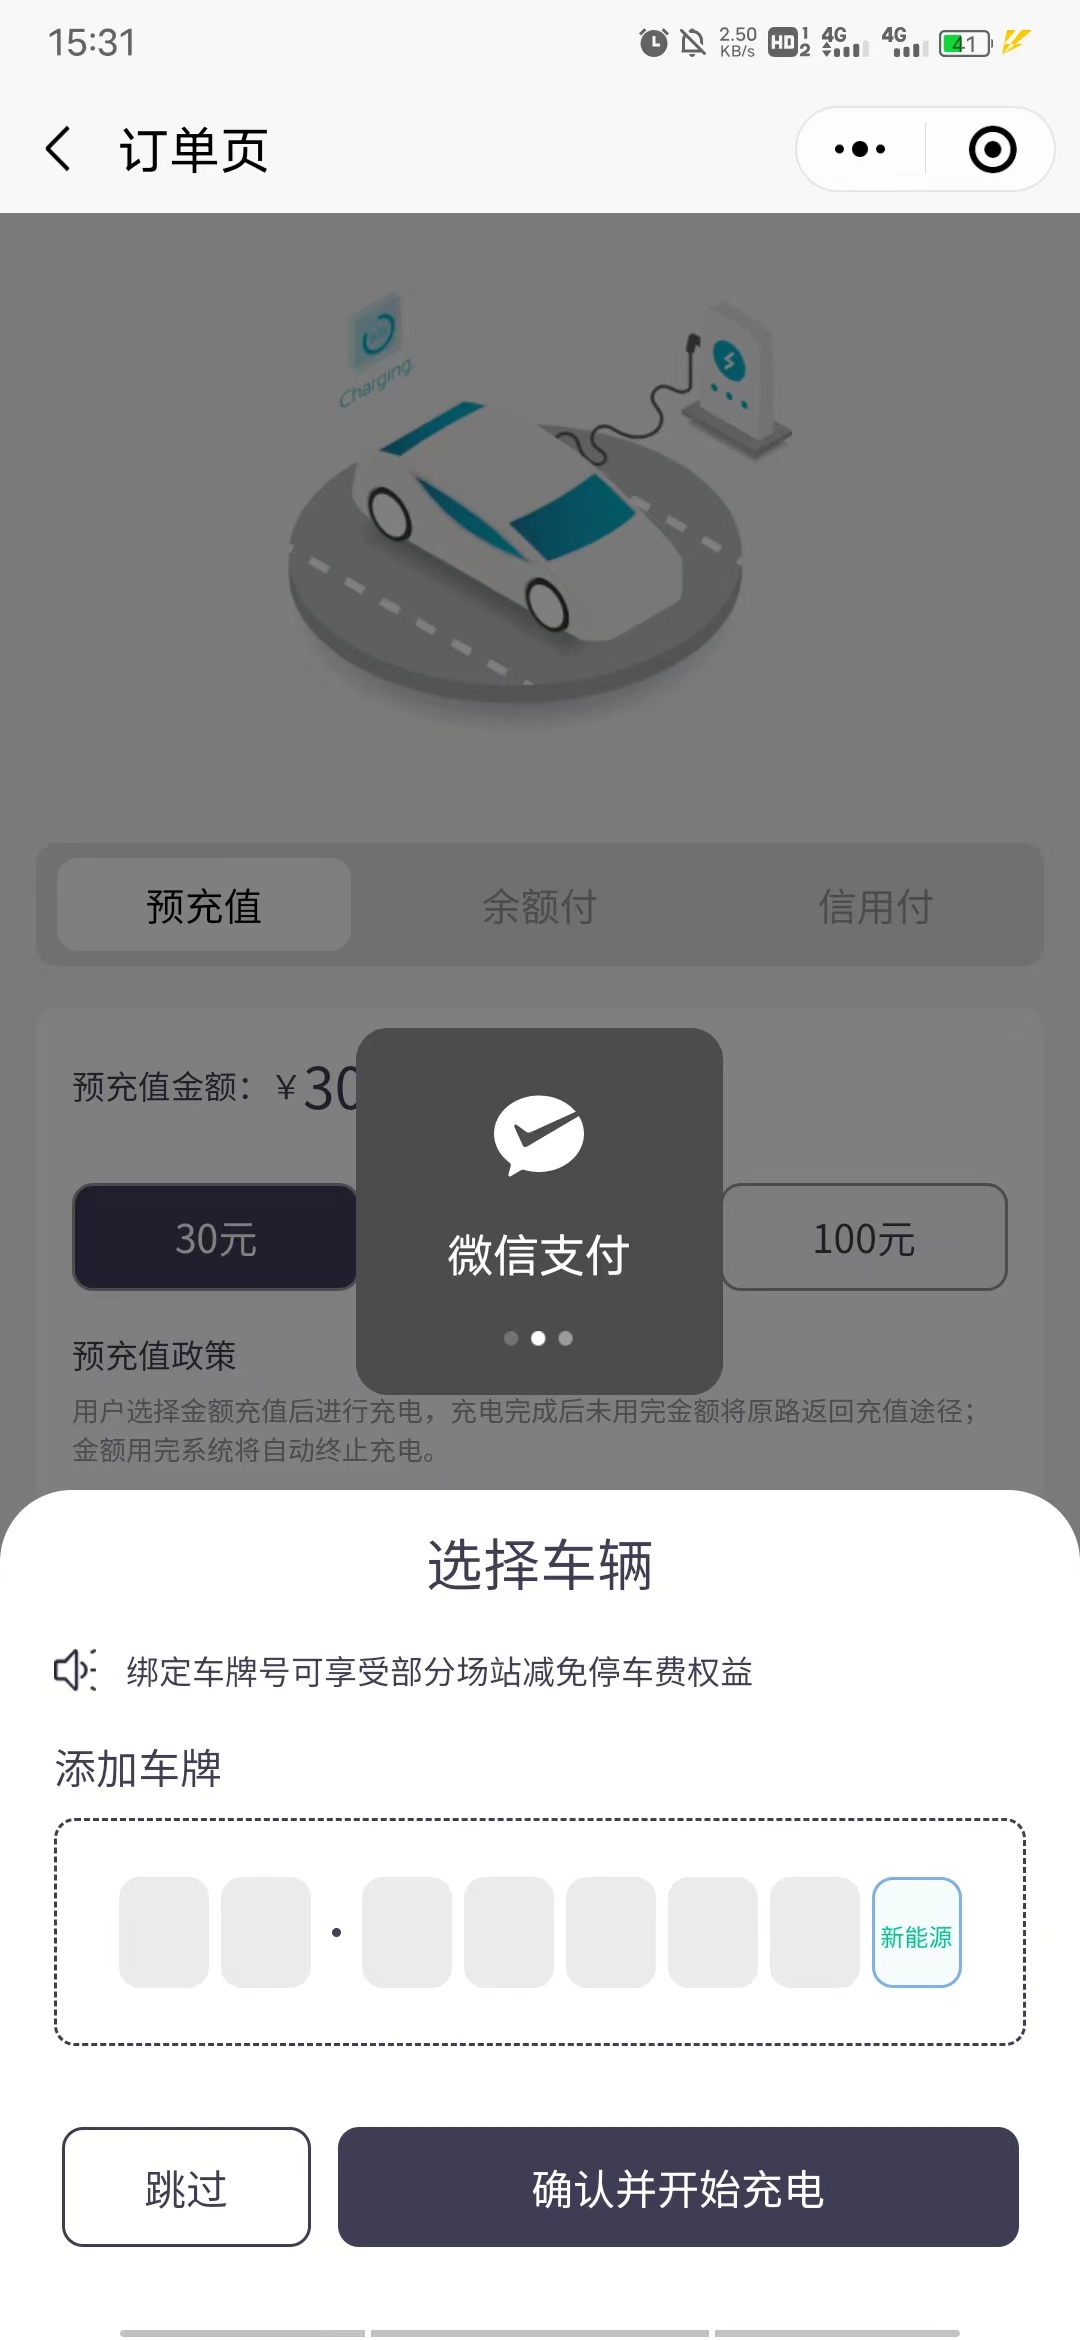 15:31
2.50
KB/s
HD 1
2
4G
4G
41
订单页
Charging
预充值
余额付
信用付
预充值金额：￥30
30元
100元
微信支付
预充值政策
用户选择金额充值后进行充电，充电完成后未用完金额将原路返回充值途径；
金额用完系统将自动终止充电。
选择车辆
绑定车牌号可享受部分场站减免停车费权益
添加车牌
新能源
跳过
确认并开始充电